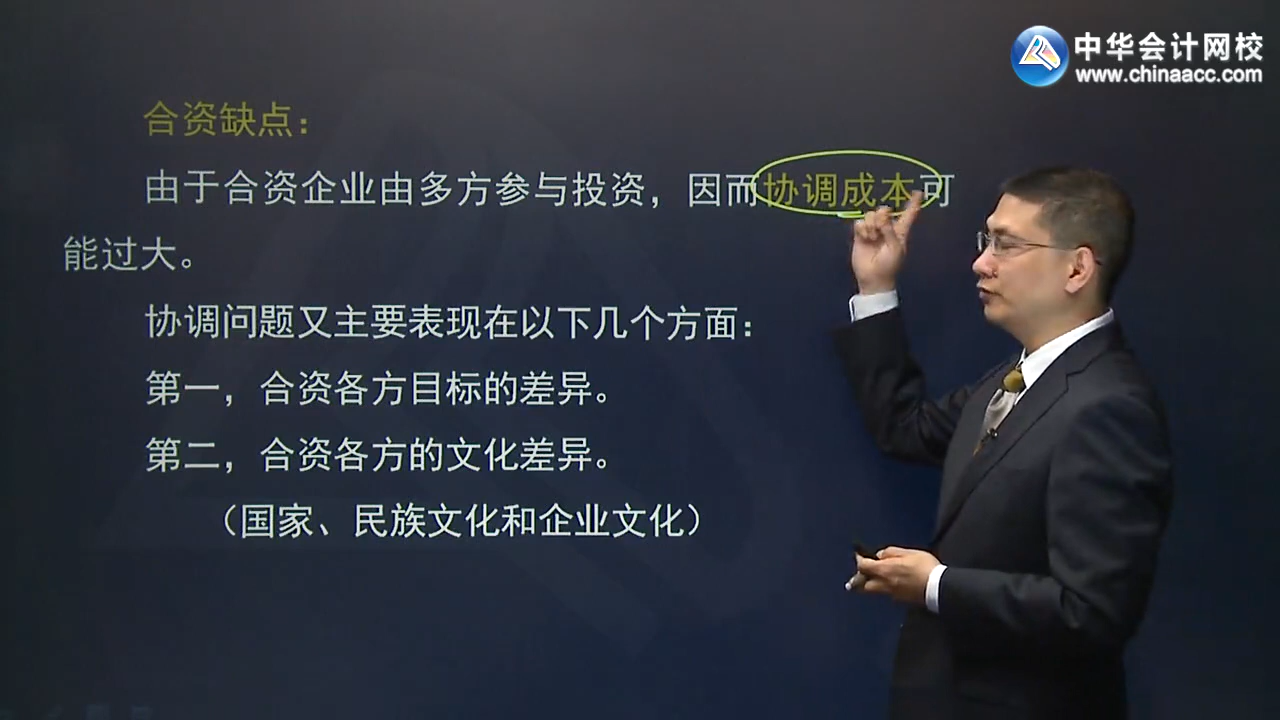 中华会计网校
www.chinaacc.com
合资缺点：
由于合资企业由多方参与投资，因而协调成本可
能过大。
协调问题又主要表现在以下几个方面：
第一，合资各方目标的差异。
第二，合资各方的文化差异。
（国家、民族文化和企业文化）